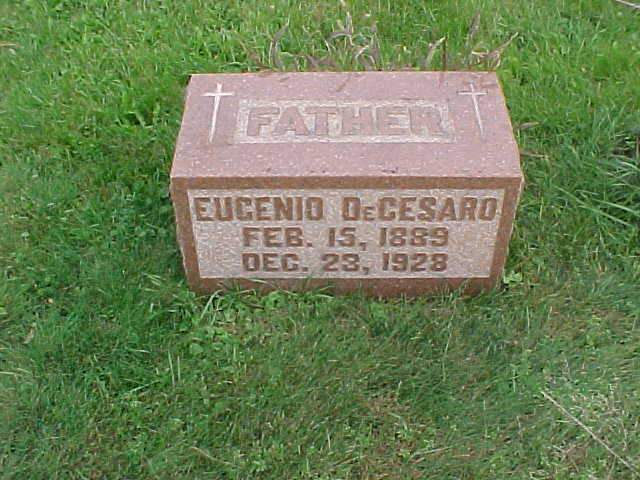 FATHER
EUGENIO DeCESARO
FEB. 15, 1889
DEC. 23, 1928